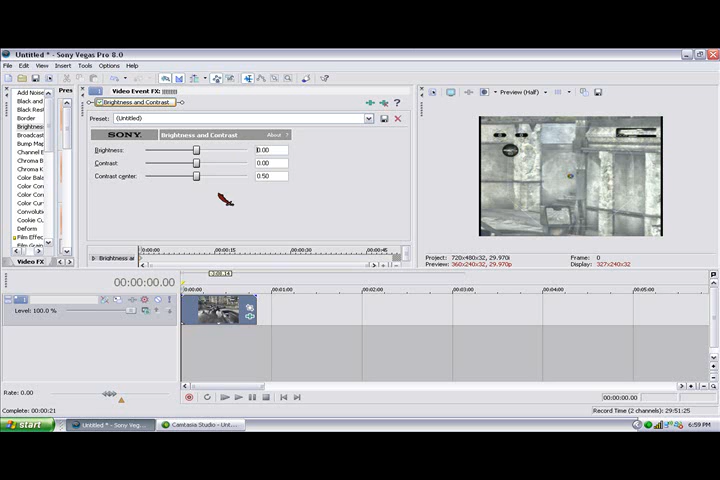 Untitled * - Sony Vegas Pro 8.0
File Edit View Insert Tools Options Help
Add Noise
Black and
Black Rest
Border
Brightness
Broadcast
Bump Map
Channel B
Chroma B
Chroma K
Color Bala
Color Corr
Color Corr
Color Curv
Convolutio
Cookie Cu
Deform
Film Effec
Film Grain
Video FX
Pres
Video Event FX:
Brightness and Contrast
Preset: (Untitled)
SONY. Brightness and Contrast About ?
Brightness: 0.00
Contrast: 0.00
Contrast center: 0.50
Brightness ar
00:00:00 00:00:15 00:00:30 00:00:45
Preview (Half)
Project: 720x480x32, 29.970i Frame: 0
Preview: 360x240x32, 29.970p Display: 327x240x32
00:00:00.00
00:01:00 00:02:00 00:03:00 00:04:00 00:05:00
Level: 100.0 %
Rate: 0.00
00:00:00.00
Complete: 00:00:21
Record Time (2 channels): 29:51:25
start
Untitled * - Sony Veg...
Camtasia Studio - Unt...
6:59 PM